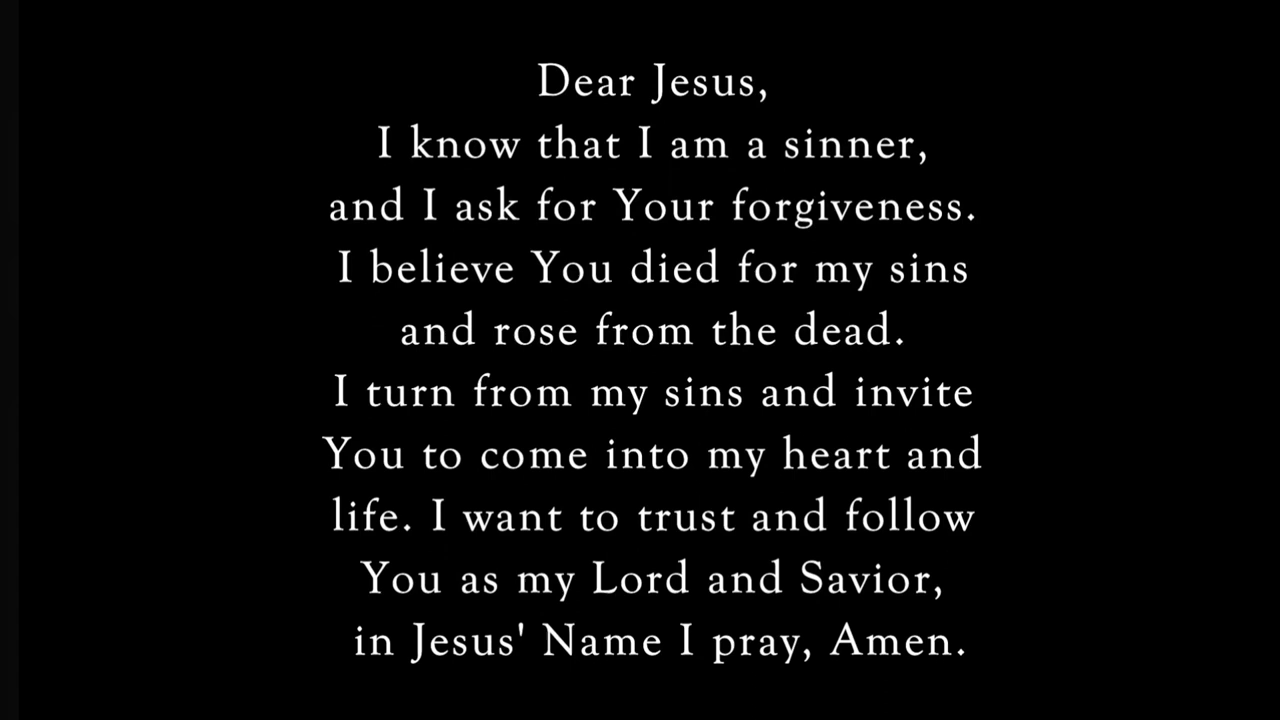 Dear Jesus,
I know that I am a sinner,
and I ask for Your forgiveness.
I believe You died for my sins
and rose from the dead.
I turn from my sins and invite
You to come into my heart and
life. I want to trust and follow
You as my Lord and Savior,
in Jesus' Name I pray, Amen.